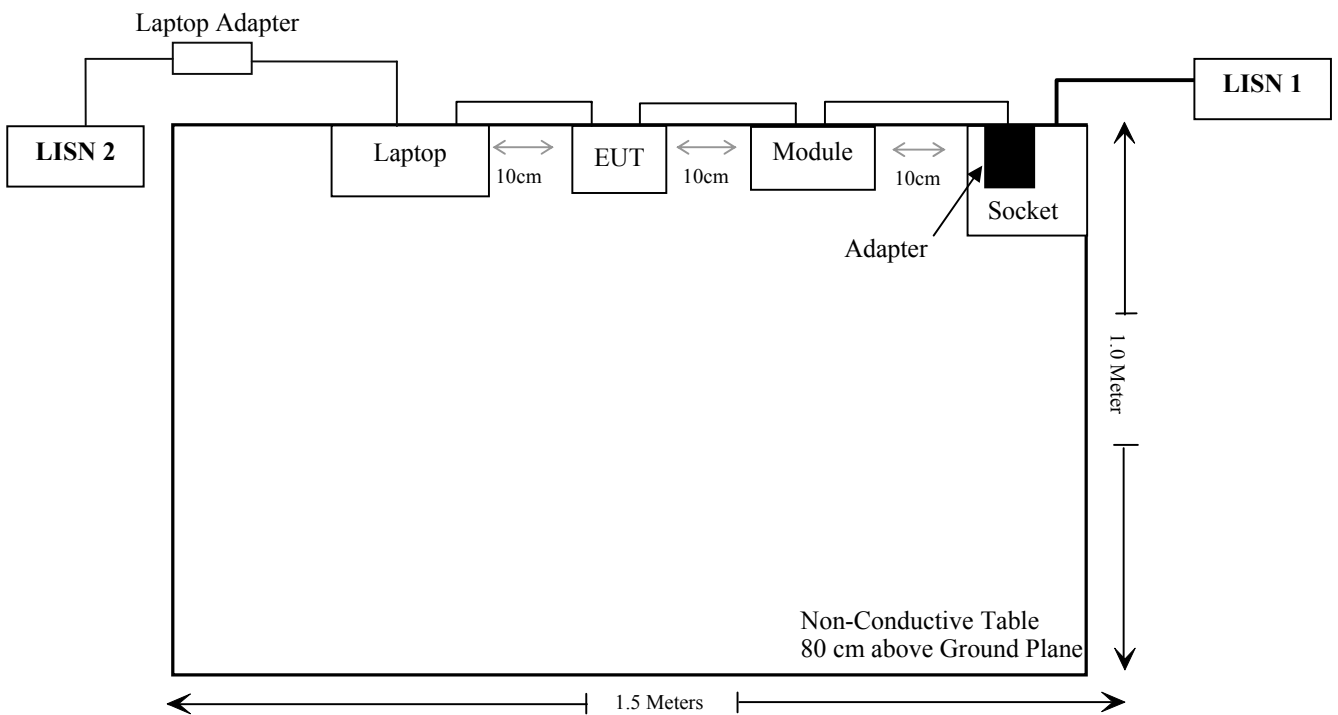 Laptop Adapter
LISN 1
LISN 2
Laptop
EUT
Module
10cm
10cm
10cm
Socket
Adapter
1.0 Meter
Non-Conductive Table
80 cm above Ground Plane
1.5 Meters